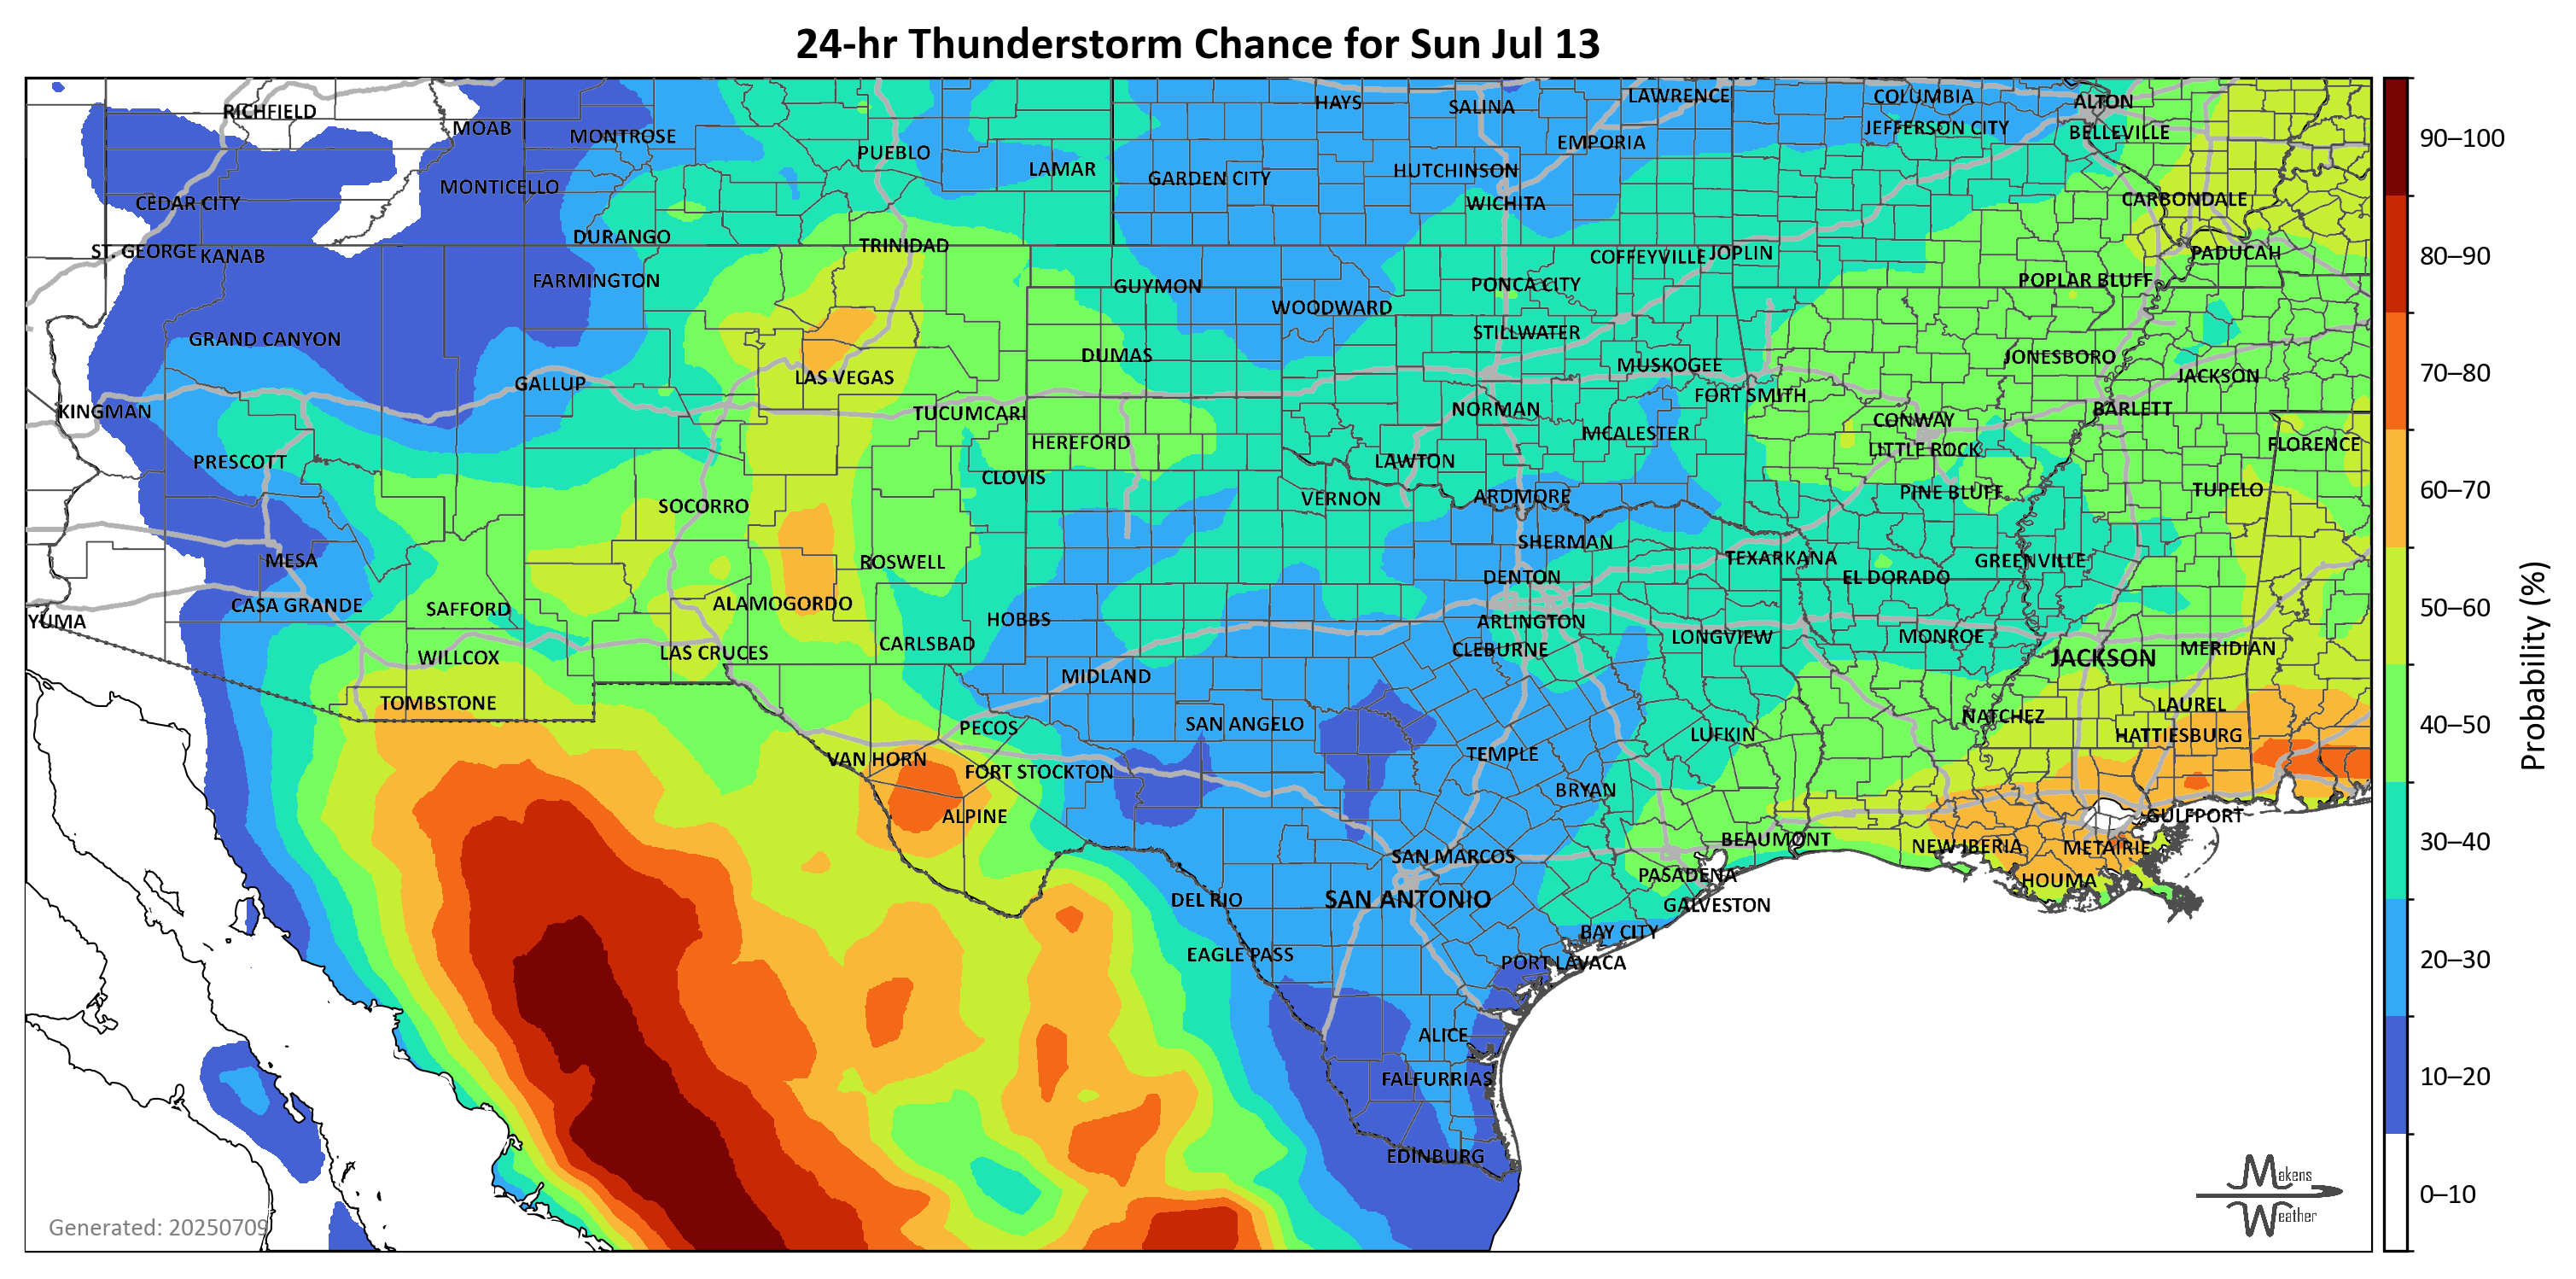 24-hr Thunderstorm Chance for Sun Jul 13
RICHFIELD
MOAB
MONTROSE
PUEBLO
LAMAR
HAYS
SALINA
LAWRENCE
COLUMBIA
ALTON
JEFFERSON CITY
BELLEVILLE
EMPORIA
GARDEN CITY
HUTCHINSON
WICHITA
MONTICELLO
CEDAR CITY
CARBONDALE
DURANGO
TRINIDAD
ST. GEORGE
KANAB
COFFEYVILLE
JOPLIN
PADUCAH
FARMINGTON
GUYMON
WOODWARD
PONCA CITY
POPLAR BLUFF
GRAND CANYON
STILLWATER
DUMAS
JONESBORO
MUSKOGEE
JACKSON
GALLUP
LAS VEGAS
FORT SMITH
KINGMAN
TUCUMCARI
NORMAN
BARLETT
CONWAY
HEREFORD
MCALESTER
LITTLE ROCK
FLORENCE
PRESCOTT
LAWTON
CLOVIS
VERNON
ARDMORE
PINE BLUFF
TUPELO
SOCORRO
SHERMAN
MESA
ROSWELL
TEXARKANA
GREENVILLE
DENTON
EL DORADO
CASA GRANDE
SAFFORD
ALAMOGORDO
YUMA
HOBBS
ARLINGTON
LONGVIEW
MONROE
WILLCOX
LAS CRUCES
CARLSBAD
CLEBURNE
JACKSON
MERIDIAN
MIDLAND
TOMBSTONE
PECOS
SAN ANGELO
NATCHEZ
LAUREL
LUFKIN
HATTIESBURG
VAN HORN
FORT STOCKTON
TEMPLE
BRYAN
ALPINE
GULFPORT
BEAUMONT
NEW IBERIA
METAIRIE
SAN MARCOS
PASADENA
HOUMA
DEL RIO
SAN ANTONIO
GALVESTON
BAY CITY
EAGLE PASS
PORT LAVACA
ALICE
FALFURRIAS
EDINBURG
Generated: 20250709
Makens
Weather
90–100
80–90
70–80
60–70
50–60
40–50
30–40
20–30
10–20
0–10
Probability (%)